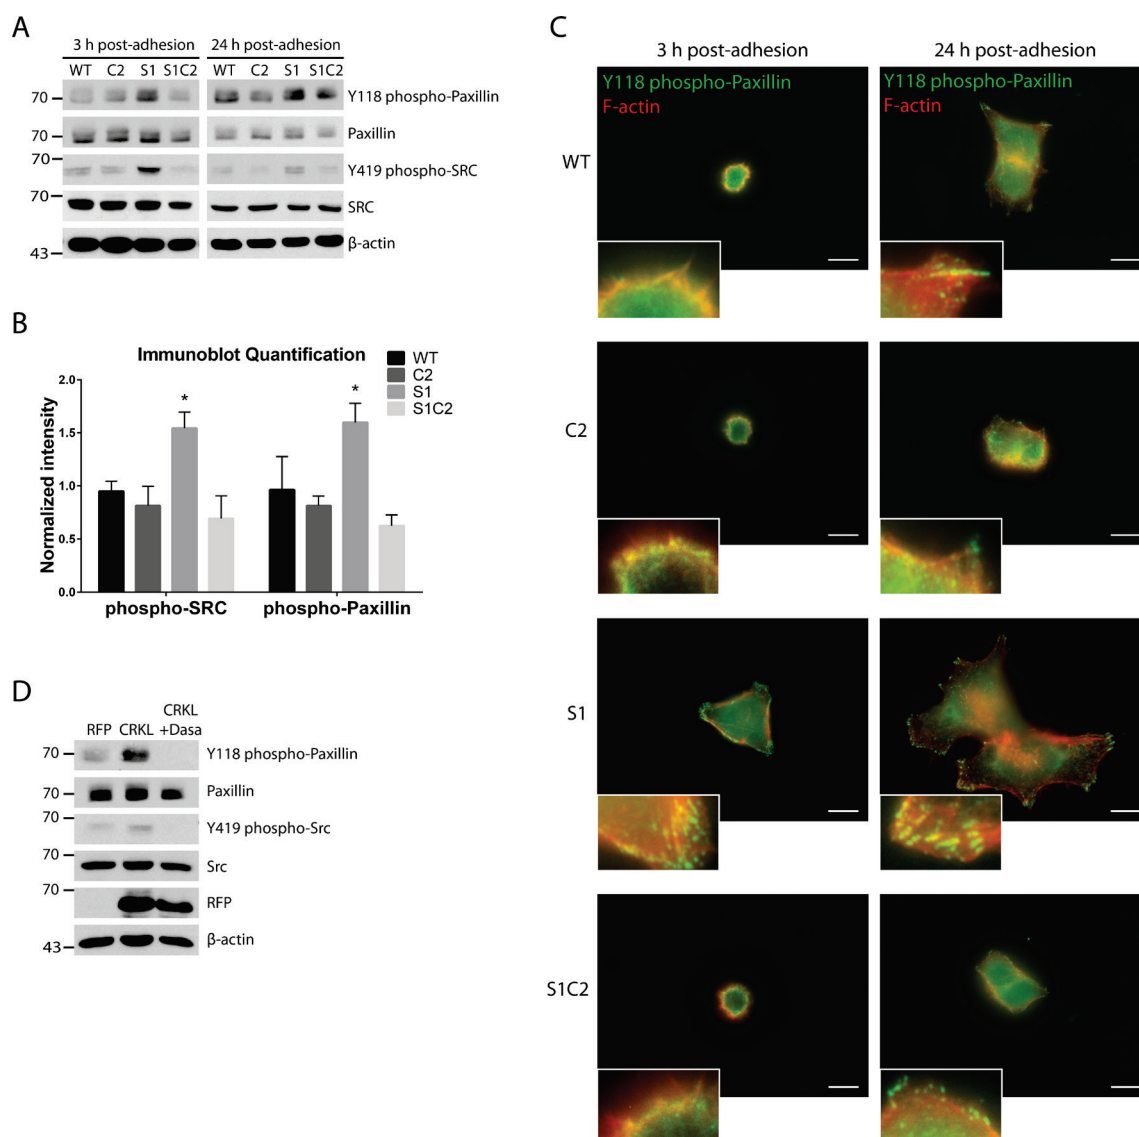 A
3 h post-adhesion 24 h post-adhesion
WT C2 S1 S1C2 WT C2 S1 S1C2
70 Y118 phospho-Paxillin
70 Paxillin
70 Y419 phospho-SRC
70 SRC
43 β-actin
B
Immunoblot Quantification
WT
C2
S1
S1C2
Normalized intensity
2.0
1.5
1.0
0.5
0.0
* *
phospho-SRC phospho-Paxillin
D
RFP CRKL CRKL +Dasa
70 Y118 phospho-Paxillin
70 Paxillin
70 Y419 phospho-Src
70 Src
70 RFP
43 β-actin
C
3 h post-adhesion 24 h post-adhesion
Y118 phospho-Paxillin Y118 phospho-Paxillin
F-actin F-actin
WT
C2
S1
S1C2